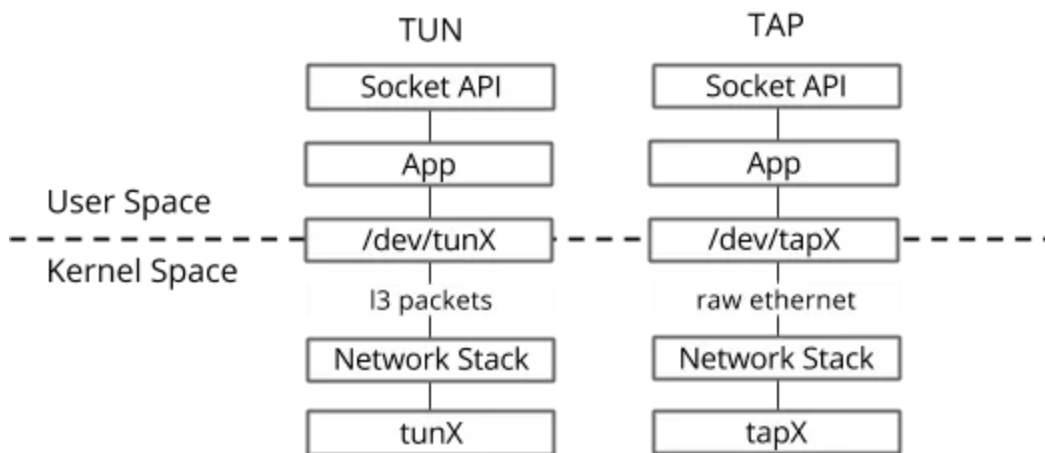 TUN
TAP
Socket API
Socket API
App
App
User Space
/dev/tunX
/dev/tapX
Kernel Space
l3 packets
raw ethernet
Network Stack
Network Stack
tunX
tapX